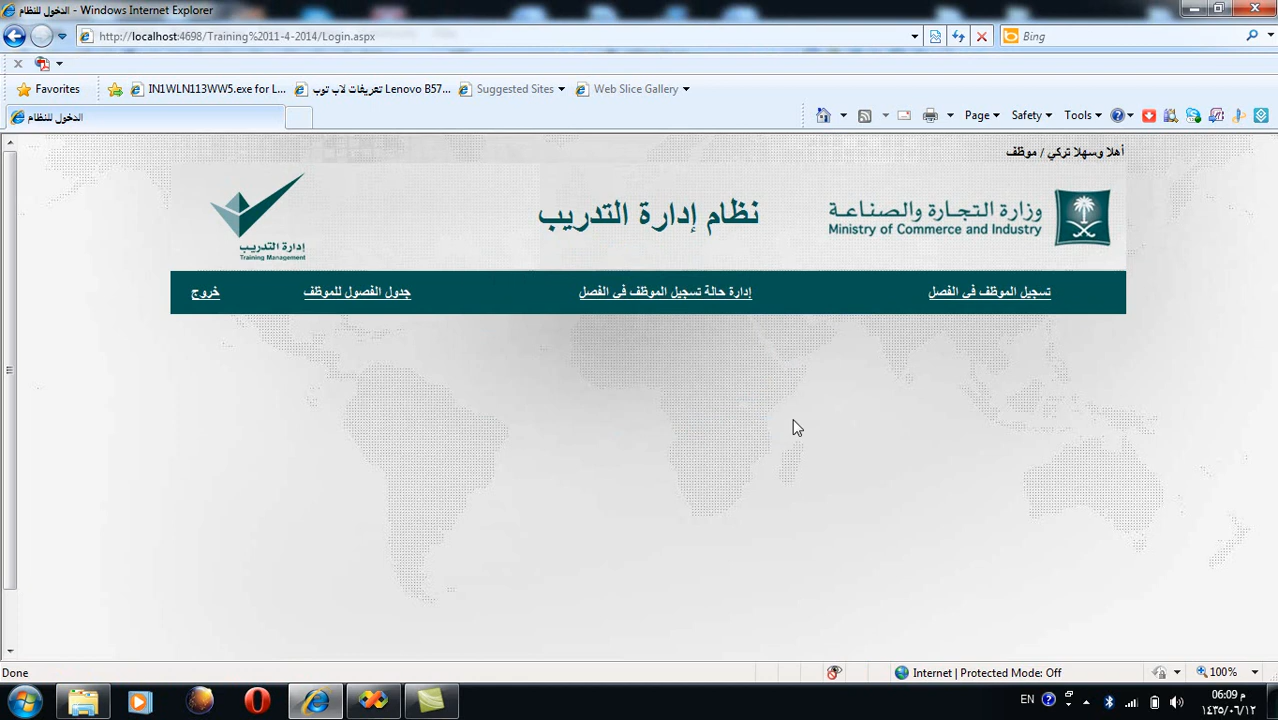 الدخول للنظام - Windows Internet Explorer
http://localhost:4698/Training%2011-4-2014/Login.aspx
Bing
Favorites
IN1WLN113WW5.exe for L...
تعريفات لاب توب Lenovo B57...
Suggested Sites
Web Slice Gallery
الدخول للنظام
Page
Safety
Tools
أهلا وسهلا تركي / موظف
وزارة التجارة والصناعة
Ministry of Commerce and Industry
نظام إدارة التدريب
إدارة التدريب
Training Management
تسجيل الموظف فى الفصل
إدارة حالة تسجيل الموظف فى الفصل
جدول الفصول للموظف
خروج
Done
Internet | Protected Mode: Off
100%
EN
06:09 م
١٤٣٥/٠٦/١٢